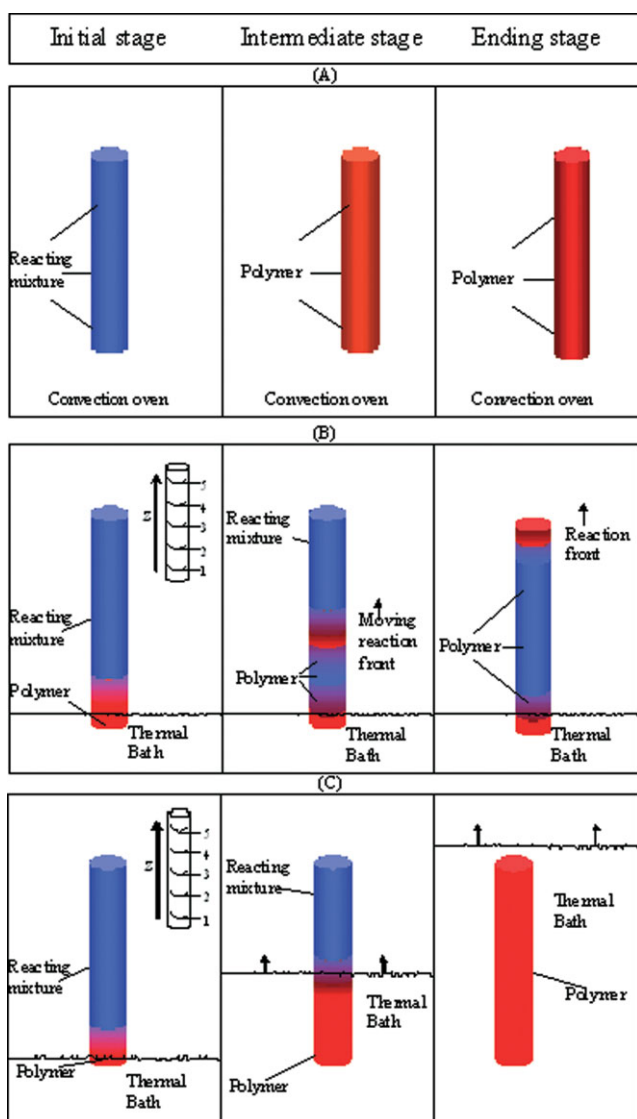 Initial stage Intermediate stage Ending stage
(A)
Reacting
mixture
Convection oven
Polymer
Convection oven
Polymer
Convection oven
(B)
z
5
4
3
2
1
Reacting
mixture
Polymer
Thermal
Bath
Reacting
mixture
Moving
reaction
front
Polymer
Thermal
Bath
Reaction
front
Polymer
Thermal
Bath
(C)
z
5
4
3
2
1
Reacting
mixture
Polymer
Thermal
Bath
Reacting
mixture
Thermal
Bath
Polymer
Thermal
Bath
Polymer